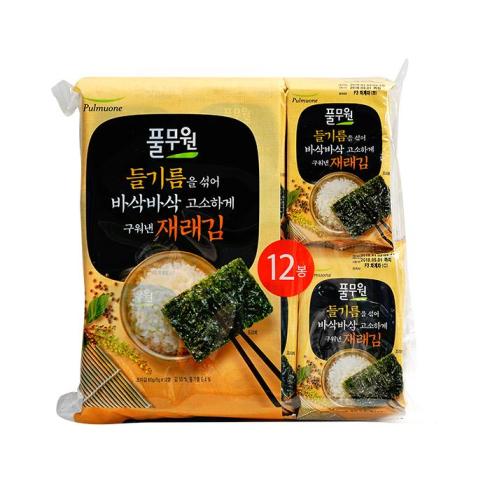 Pulmuone
풀무원
들기름을 섞어
바삭바삭 고소하게
구워낸 재래김
12봉
Pulmuone
풀무원
들기름을 섞어
바삭바삭 고소하게
구워낸 재래김
Pulmuone
풀무원
들기름을 섞어
바삭바삭 고소하게
구워낸 재래김